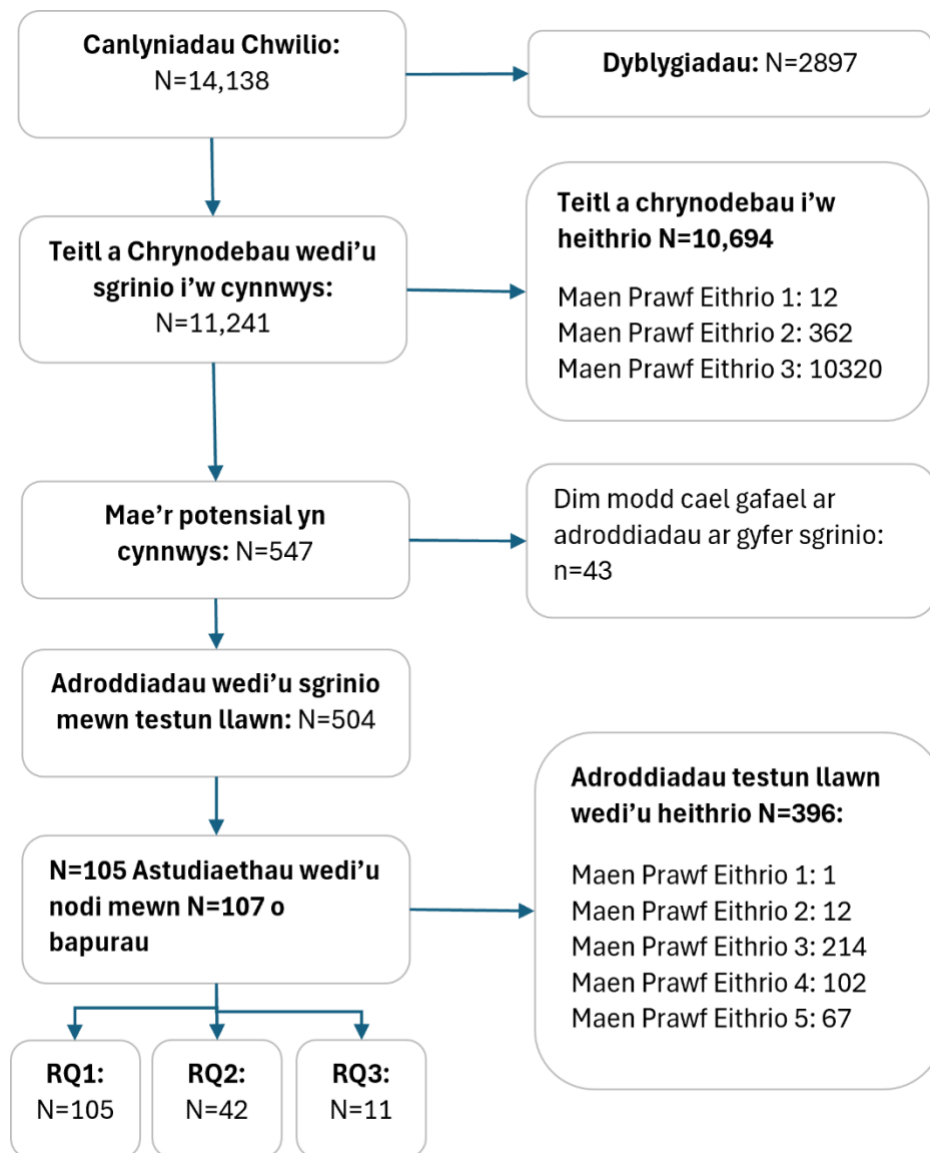 Canlyniadau Chwilio:
N=14,138
Dyblygiadau: N=2897
Teitl a Chrynodebau wedi’u
sgrinio i’w cynnwys:
N=11,241
Teitl a chrynodebau i’w
heithrio N=10,694
Maen Prawf Eithrio 1: 12
Maen Prawf Eithrio 2: 362
Maen Prawf Eithrio 3: 10320
Mae’r potensial yn
cynnwys: N=547
Dim modd cael gafael ar
adroddiadau ar gyfer sgrinio:
n=43
Adroddiadau wedi’u sgrinio
mewn testun llawn: N=504
N=105 Astudiaethau wedi’u
nodi mewn N=107 o
bapurau
Adroddiadau testun llawn
wedi’u heithrio N=396:
Maen Prawf Eithrio 1: 1
Maen Prawf Eithrio 2: 12
Maen Prawf Eithrio 3: 214
Maen Prawf Eithrio 4: 102
Maen Prawf Eithrio 5: 67
RQ1:
N=105
RQ2:
N=42
RQ3:
N=11